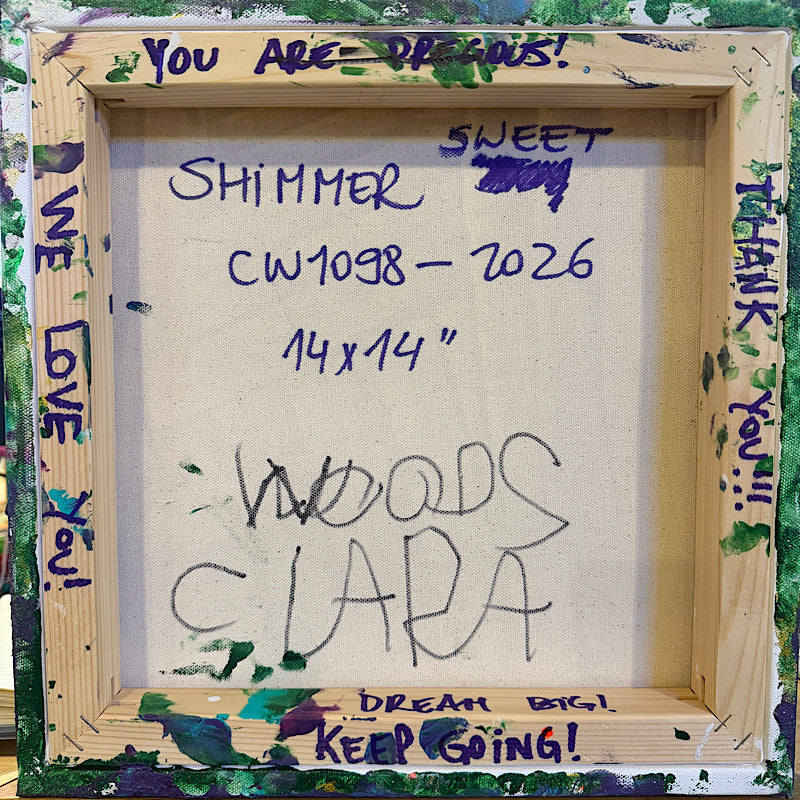 YOU ARE PRECIOUS!
SWEET
SHIMMER
CW1098 - 2026
14x14"
WOODS
CLARA
WE LOVE YOU!
THANK YOU!!!
DREAM BIG!
KEEP GOING!